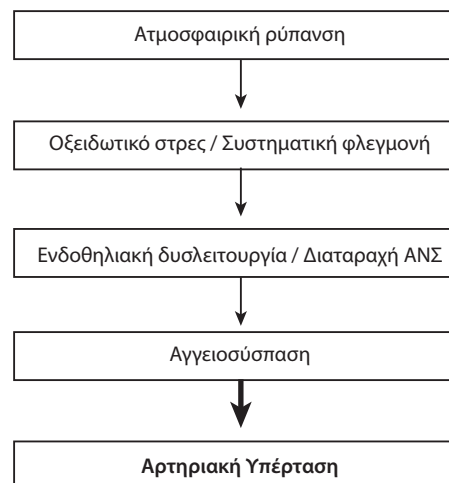 Ατμοσφαιρική ρύπανση
Οξειδωτικό στρες / Συστηματική φλεγμονή
Ενδοθηλιακή δυσλειτουργία / Διαταραχή ΑΝΣ
Αγγειοσύσπαση
Αρτηριακή Υπέρταση